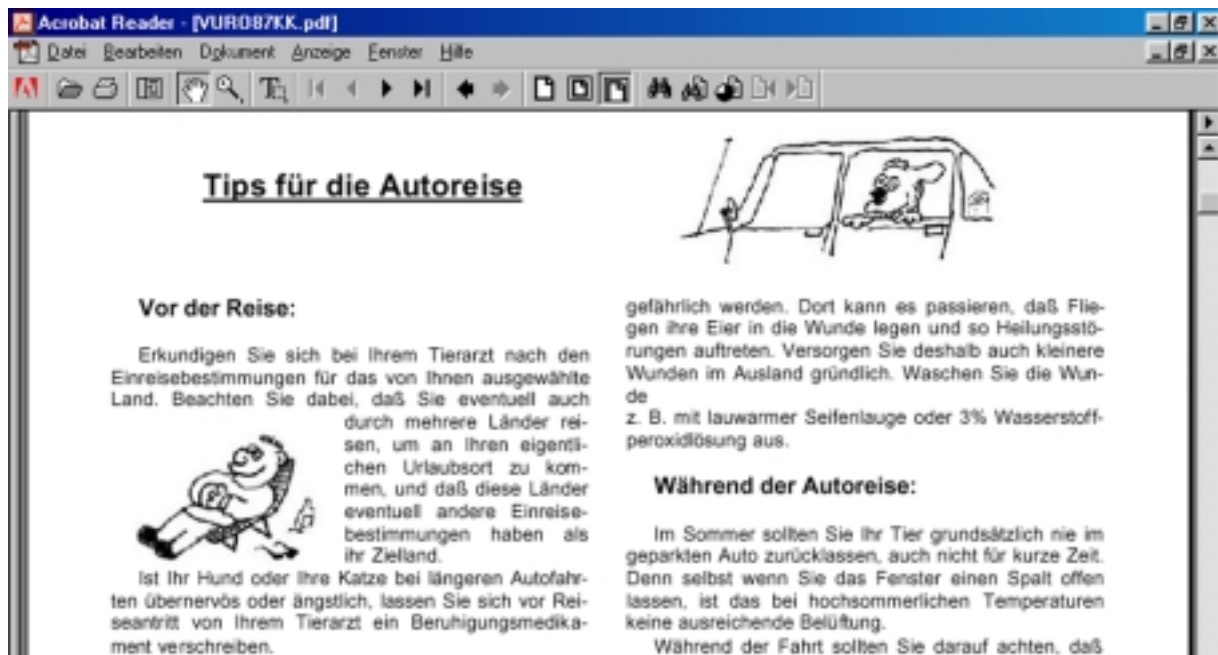 Acrobat Reader - [VURO87KK.pdf]
Datei Bearbeiten Dokument Anzeige Fenster Hilfe
Tips für die Autoreise
Vor der Reise:
Erkundigen Sie sich bei Ihrem Tierarzt nach den
Einreisebestimmungen für das von Ihnen ausgewählte
Land. Beachten Sie dabei, daß Sie eventuell auch
durch mehrere Länder rei-
sen, um an Ihren eigentli-
chen Urlaubsort zu kom-
men, und daß diese Länder
eventuell andere Einreise-
bestimmungen haben als
ihr Zielland.
Ist Ihr Hund oder Ihre Katze bei längeren Autofahr-
ten übernervös oder ängstlich, lassen Sie sich vor Rei-
seantritt von Ihrem Tierarzt ein Beruhigungsmedika-
ment verschreiben.
gefährlich werden. Dort kann es passieren, daß Flie-
gen ihre Eier in die Wunde legen und so Heilungsstö-
rungen auftreten. Versorgen Sie deshalb auch kleinere
Wunden im Ausland gründlich. Waschen Sie die Wun-
de
z. B. mit lauwarmer Seifenlauge oder 3% Wasserstoff-
peroxidlösung aus.
Während der Autoreise:
Im Sommer sollten Sie Ihr Tier grundsätzlich nie im
geparkten Auto zurücklassen, auch nicht für kurze Zeit.
Denn selbst wenn Sie das Fenster einen Spalt offen
lassen, ist das bei hochsommerlichen Temperaturen
keine ausreichende Belüftung.
Während der Fahrt sollten Sie darauf achten, daß